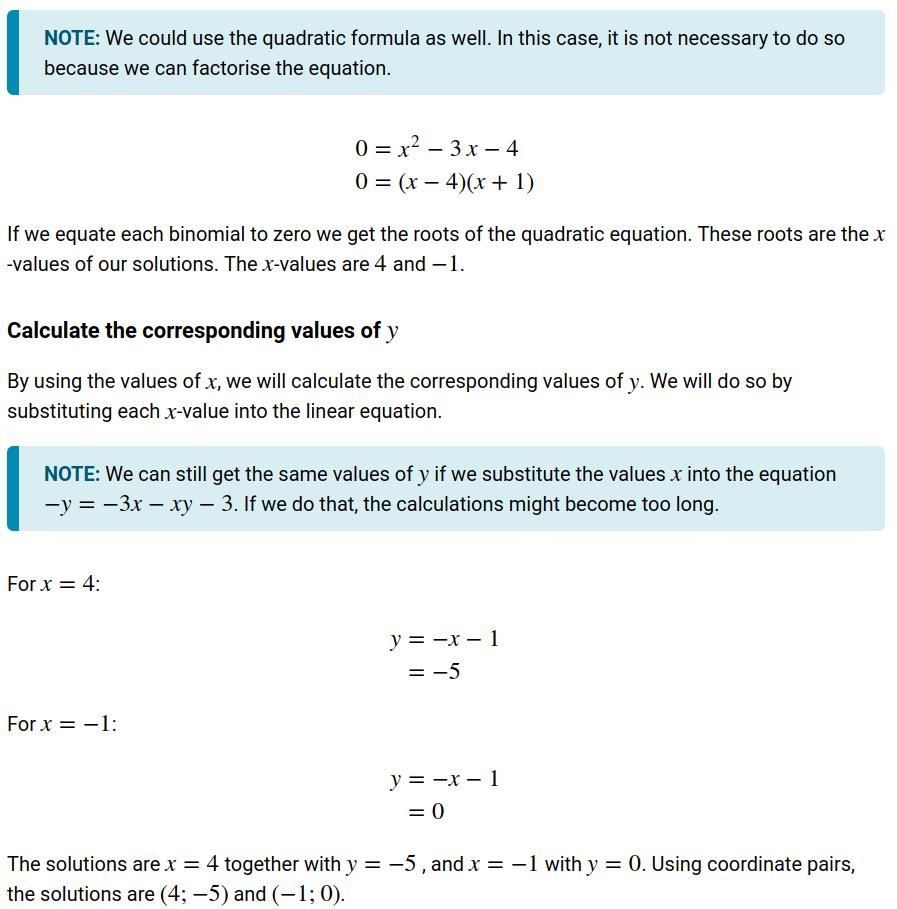 NOTE: We could use the quadratic formula as well. In this case, it is not necessary to do so
because we can factorise the equation.
0 = x² − 3x − 4
0 = (x − 4)(x + 1)
If we equate each binomial to zero we get the roots of the quadratic equation. These roots are the x
-values of our solutions. The x-values are 4 and −1.
Calculate the corresponding values of y
By using the values of x, we will calculate the corresponding values of y. We will do so by
substituting each x-value into the linear equation.
NOTE: We can still get the same values of y if we substitute the values x into the equation
−y = −3x − xy − 3. If we do that, the calculations might become too long.
For x = 4:
y = −x − 1
= −5
For x = −1:
y = −x − 1
= 0
The solutions are x = 4 together with y = −5 , and x = −1 with y = 0. Using coordinate pairs,
the solutions are (4; −5) and (−1; 0).